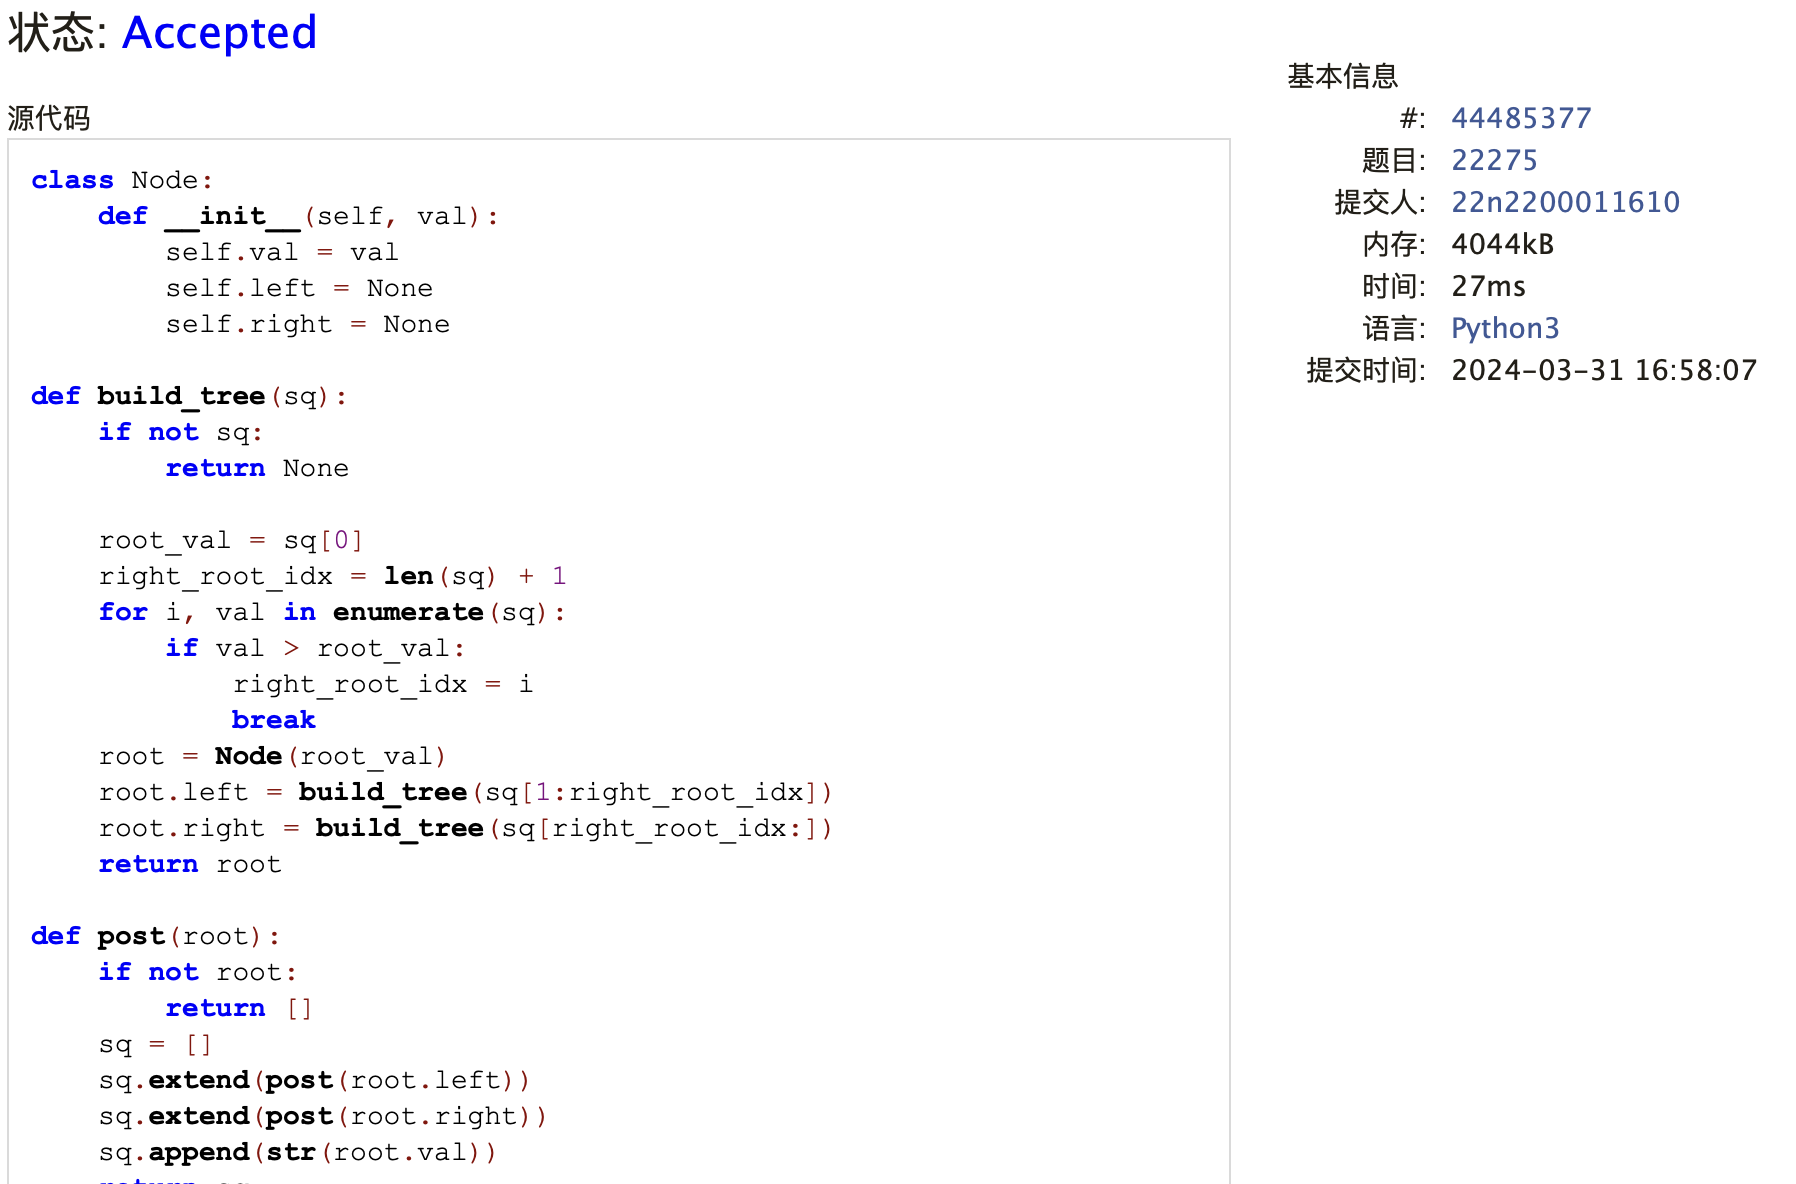 状态: Accepted
源代码
class Node:
    def __init__(self, val):
        self.val = val
        self.left = None
        self.right = None
def build_tree(sq):
    if not sq:
        return None
    root_val = sq[0]
    right_root_idx = len(sq) + 1
    for i, val in enumerate(sq):
        if val > root_val:
            right_root_idx = i
            break
    root = Node(root_val)
    root.left = build_tree(sq[1:right_root_idx])
    root.right = build_tree(sq[right_root_idx:])
    return root
def post(root):
    if not root:
        return []
    sq = []
    sq.extend(post(root.left))
    sq.extend(post(root.right))
    sq.append(str(root.val))
基本信息
#: 44485377
题目: 22275
提交人: 22n2200011610
内存: 4044kB
时间: 27ms
语言: Python3
提交时间: 2024-03-31 16:58:07